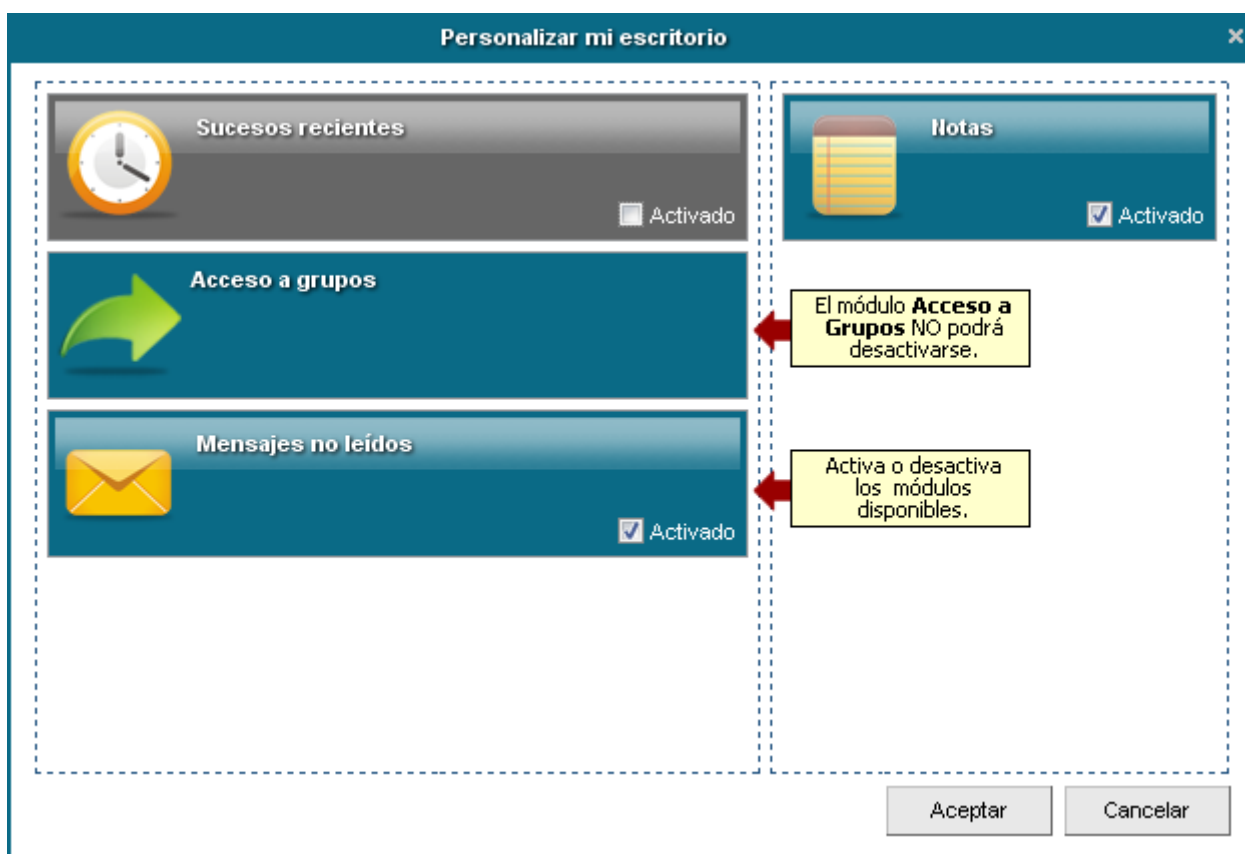 Personalizar mi escritorio
Sucesos recientes
Activado
Notas
Activado
Acceso a grupos
El módulo Acceso a
Grupos NO podrá
desactivarse.
Mensajes no leídos
Activado
Activa o desactiva
los módulos
disponibles.
Aceptar
Cancelar